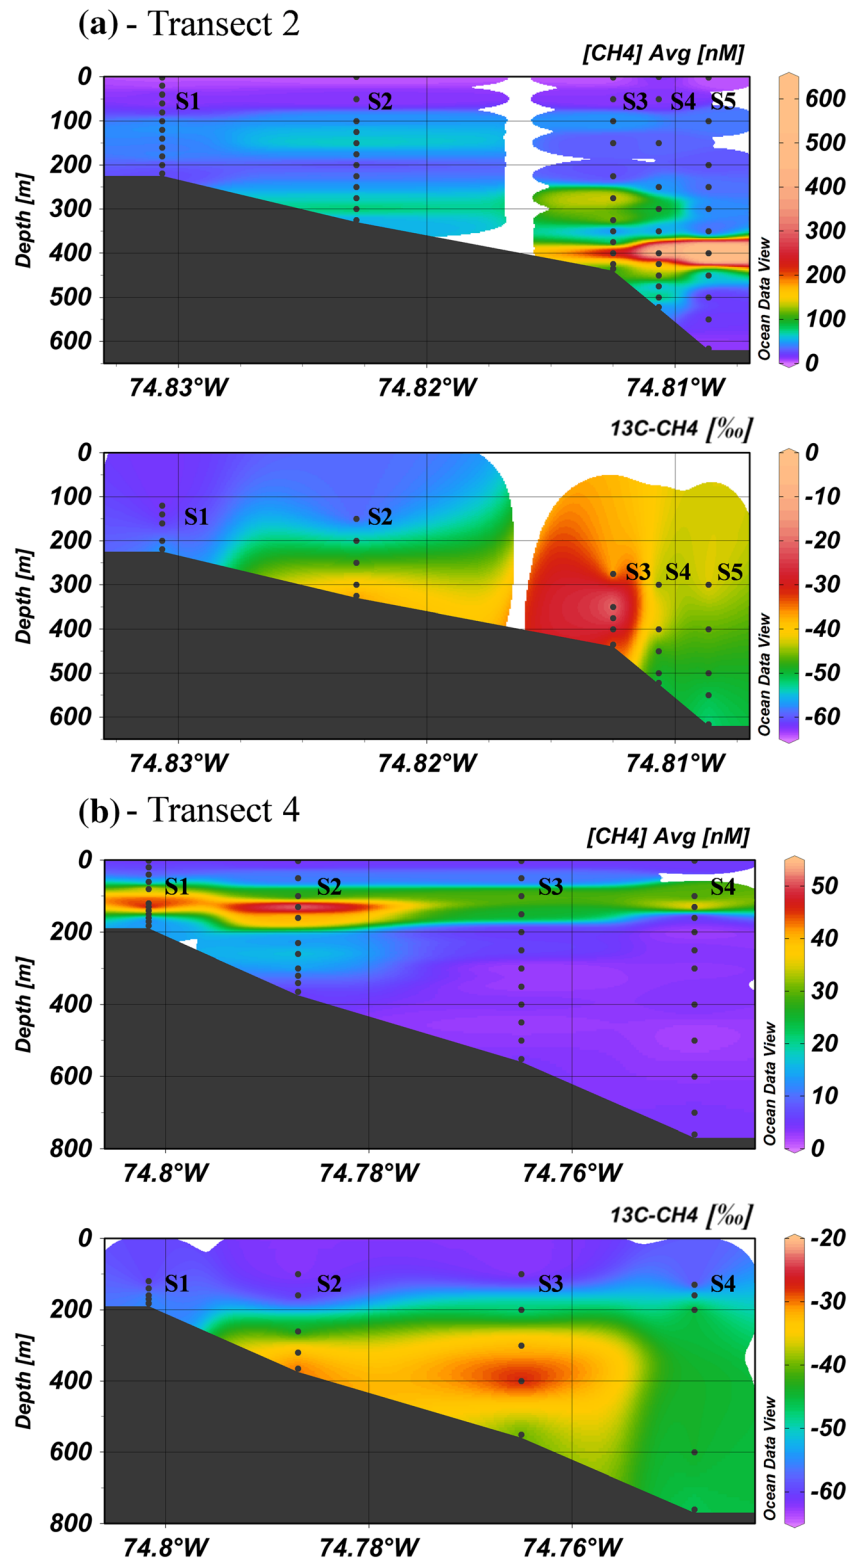 (a) - Transect 2
[CH4] Avg [nM]
0
100
200
300
400
500
600
Depth [m]
S1
S2
S3
S4
S5
Ocean Data View
600
500
400
300
200
100
0
74.83°W
74.82°W
74.81°W
13C-CH4 [‰]
0
100
200
300
400
500
600
Depth [m]
S1
S2
S3
S4
S5
Ocean Data View
0
-10
-20
-30
-40
-50
-60
74.83°W
74.82°W
74.81°W
(b) - Transect 4
[CH4] Avg [nM]
0
200
400
600
800
Depth [m]
S1
S2
S3
S4
Ocean Data View
50
40
30
20
10
0
74.8°W
74.78°W
74.76°W
13C-CH4 [‰]
0
200
400
600
800
Depth [m]
S1
S2
S3
S4
Ocean Data View
-20
-30
-40
-50
-60
74.8°W
74.78°W
74.76°W